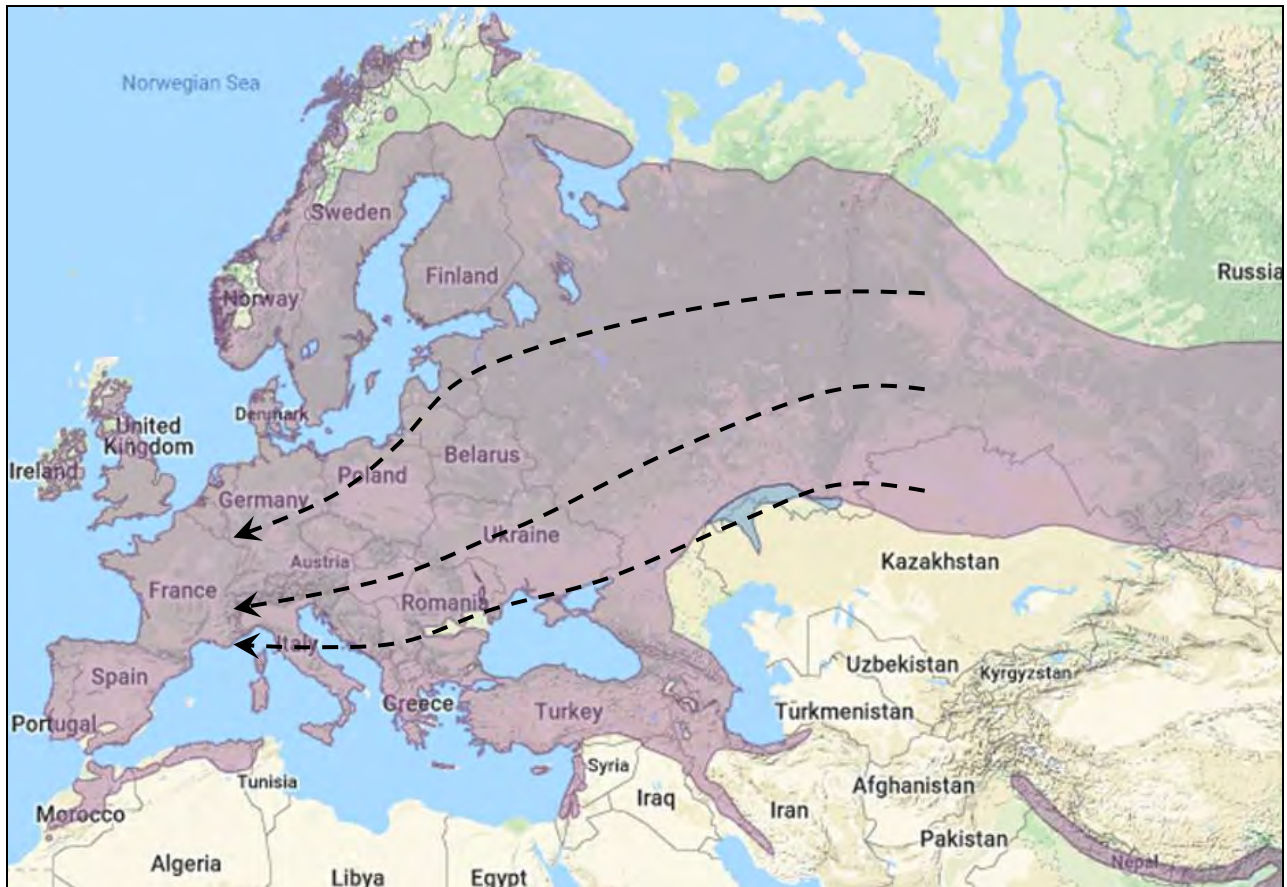 Norwegian Sea
Sweden
Finland
Norway
Russia
Denmark
United
Kingdom
Ireland
Belarus
Poland
Germany
Ukraine
Austria
Kazakhstan
France
Romania
Italy
Uzbekistan
Kyrgyzstan
Spain
Greece
Turkey
Türkmenistan
Portugal
Syria
Tunisia
Afghanistan
Iraq
Iran
Morocco
Pakistan
Algeria
Nepal
Libya
Egypt